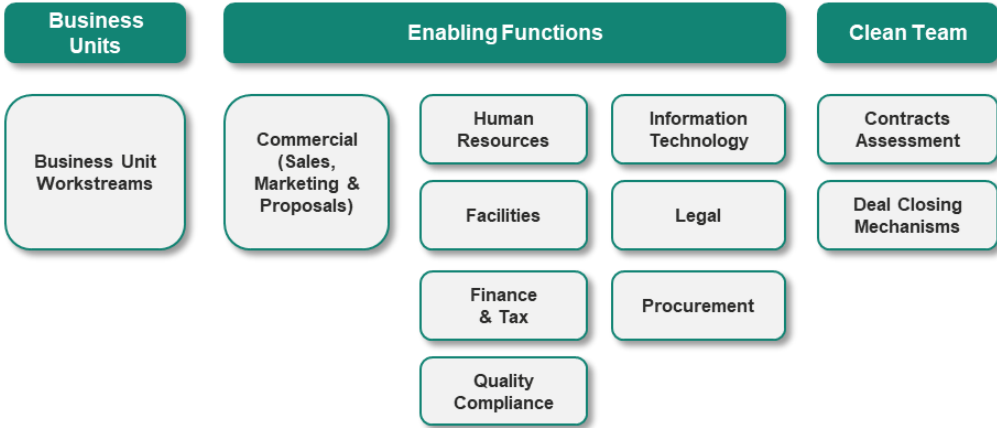 Business
Units
Enabling Functions
Clean Team
Business Unit
Workstreams
Commercial
(Sales,
Marketing &
Proposals)
Human
Resources
Information
Technology
Contracts
Assessment
Facilities
Legal
Deal Closing
Mechanisms
Finance
& Tax
Procurement
Quality
Compliance